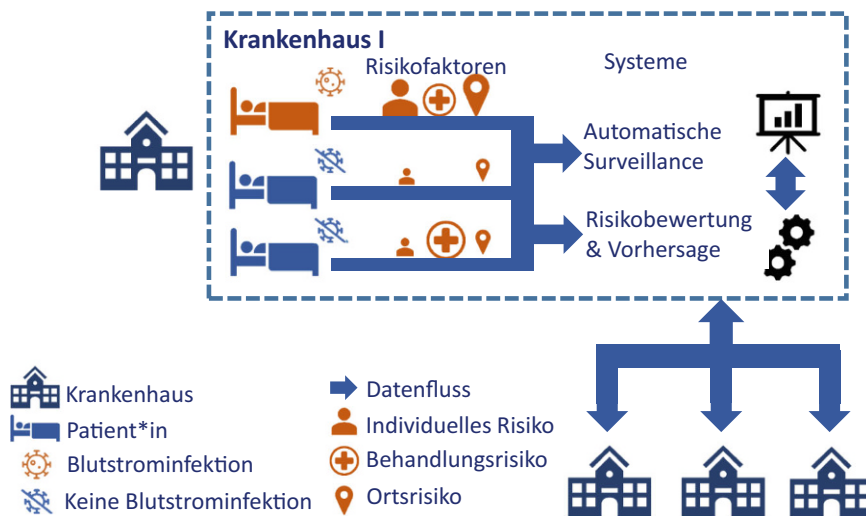 Krankenhaus I
Risikofaktoren
Systeme
Automatische
Surveillance
Risikobewertung
& Vorhersage
Krankenhaus
Patient*in
Blutstrominfektion
Keine Blutstrominfektion
Datenfluss
Individuelles Risiko
Behandlungsrisiko
Ortsrisiko